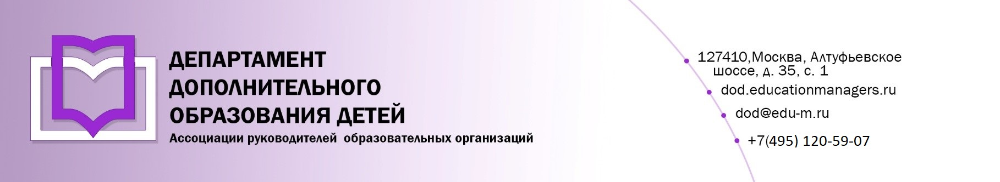 ДЕПАРТАМЕНТ
ДОПОЛНИТЕЛЬНОГО
ОБРАЗОВАНИЯ ДЕТЕЙ
Ассоциации руководителей образовательных организаций
127410,Москва, Алтуфьевское
шоссе, д. 35, с. 1
dod.educationmanagers.ru
dod@edu-m.ru
+7(495) 120-59-07